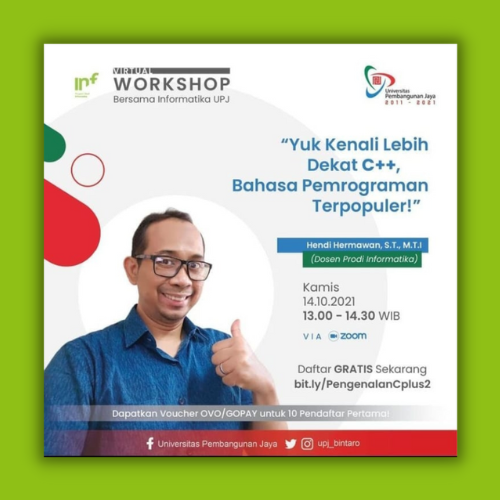 inf
VIRTUAL
WORKSHOP
Bersama Informatika UPJ
Universitas
Pembangunan Jaya
2011 - 2021
“Yuk Kenali Lebih
Dekat C++,
Bahasa Pemrograman
Terpopuler!”
Hendi Hermawan, S.T., M.T.I
(Dosen Prodi Informatika)
Kamis
14.10.2021
13.00 - 14.30 WIB
VIA zoom
Daftar GRATIS Sekarang
bit.ly/PengenalanCplus2
Dapatkan Voucher OVO/GOPAY untuk 10 Pendaftar Pertama!
Universitas Pembangunan Jaya upj_bintaro